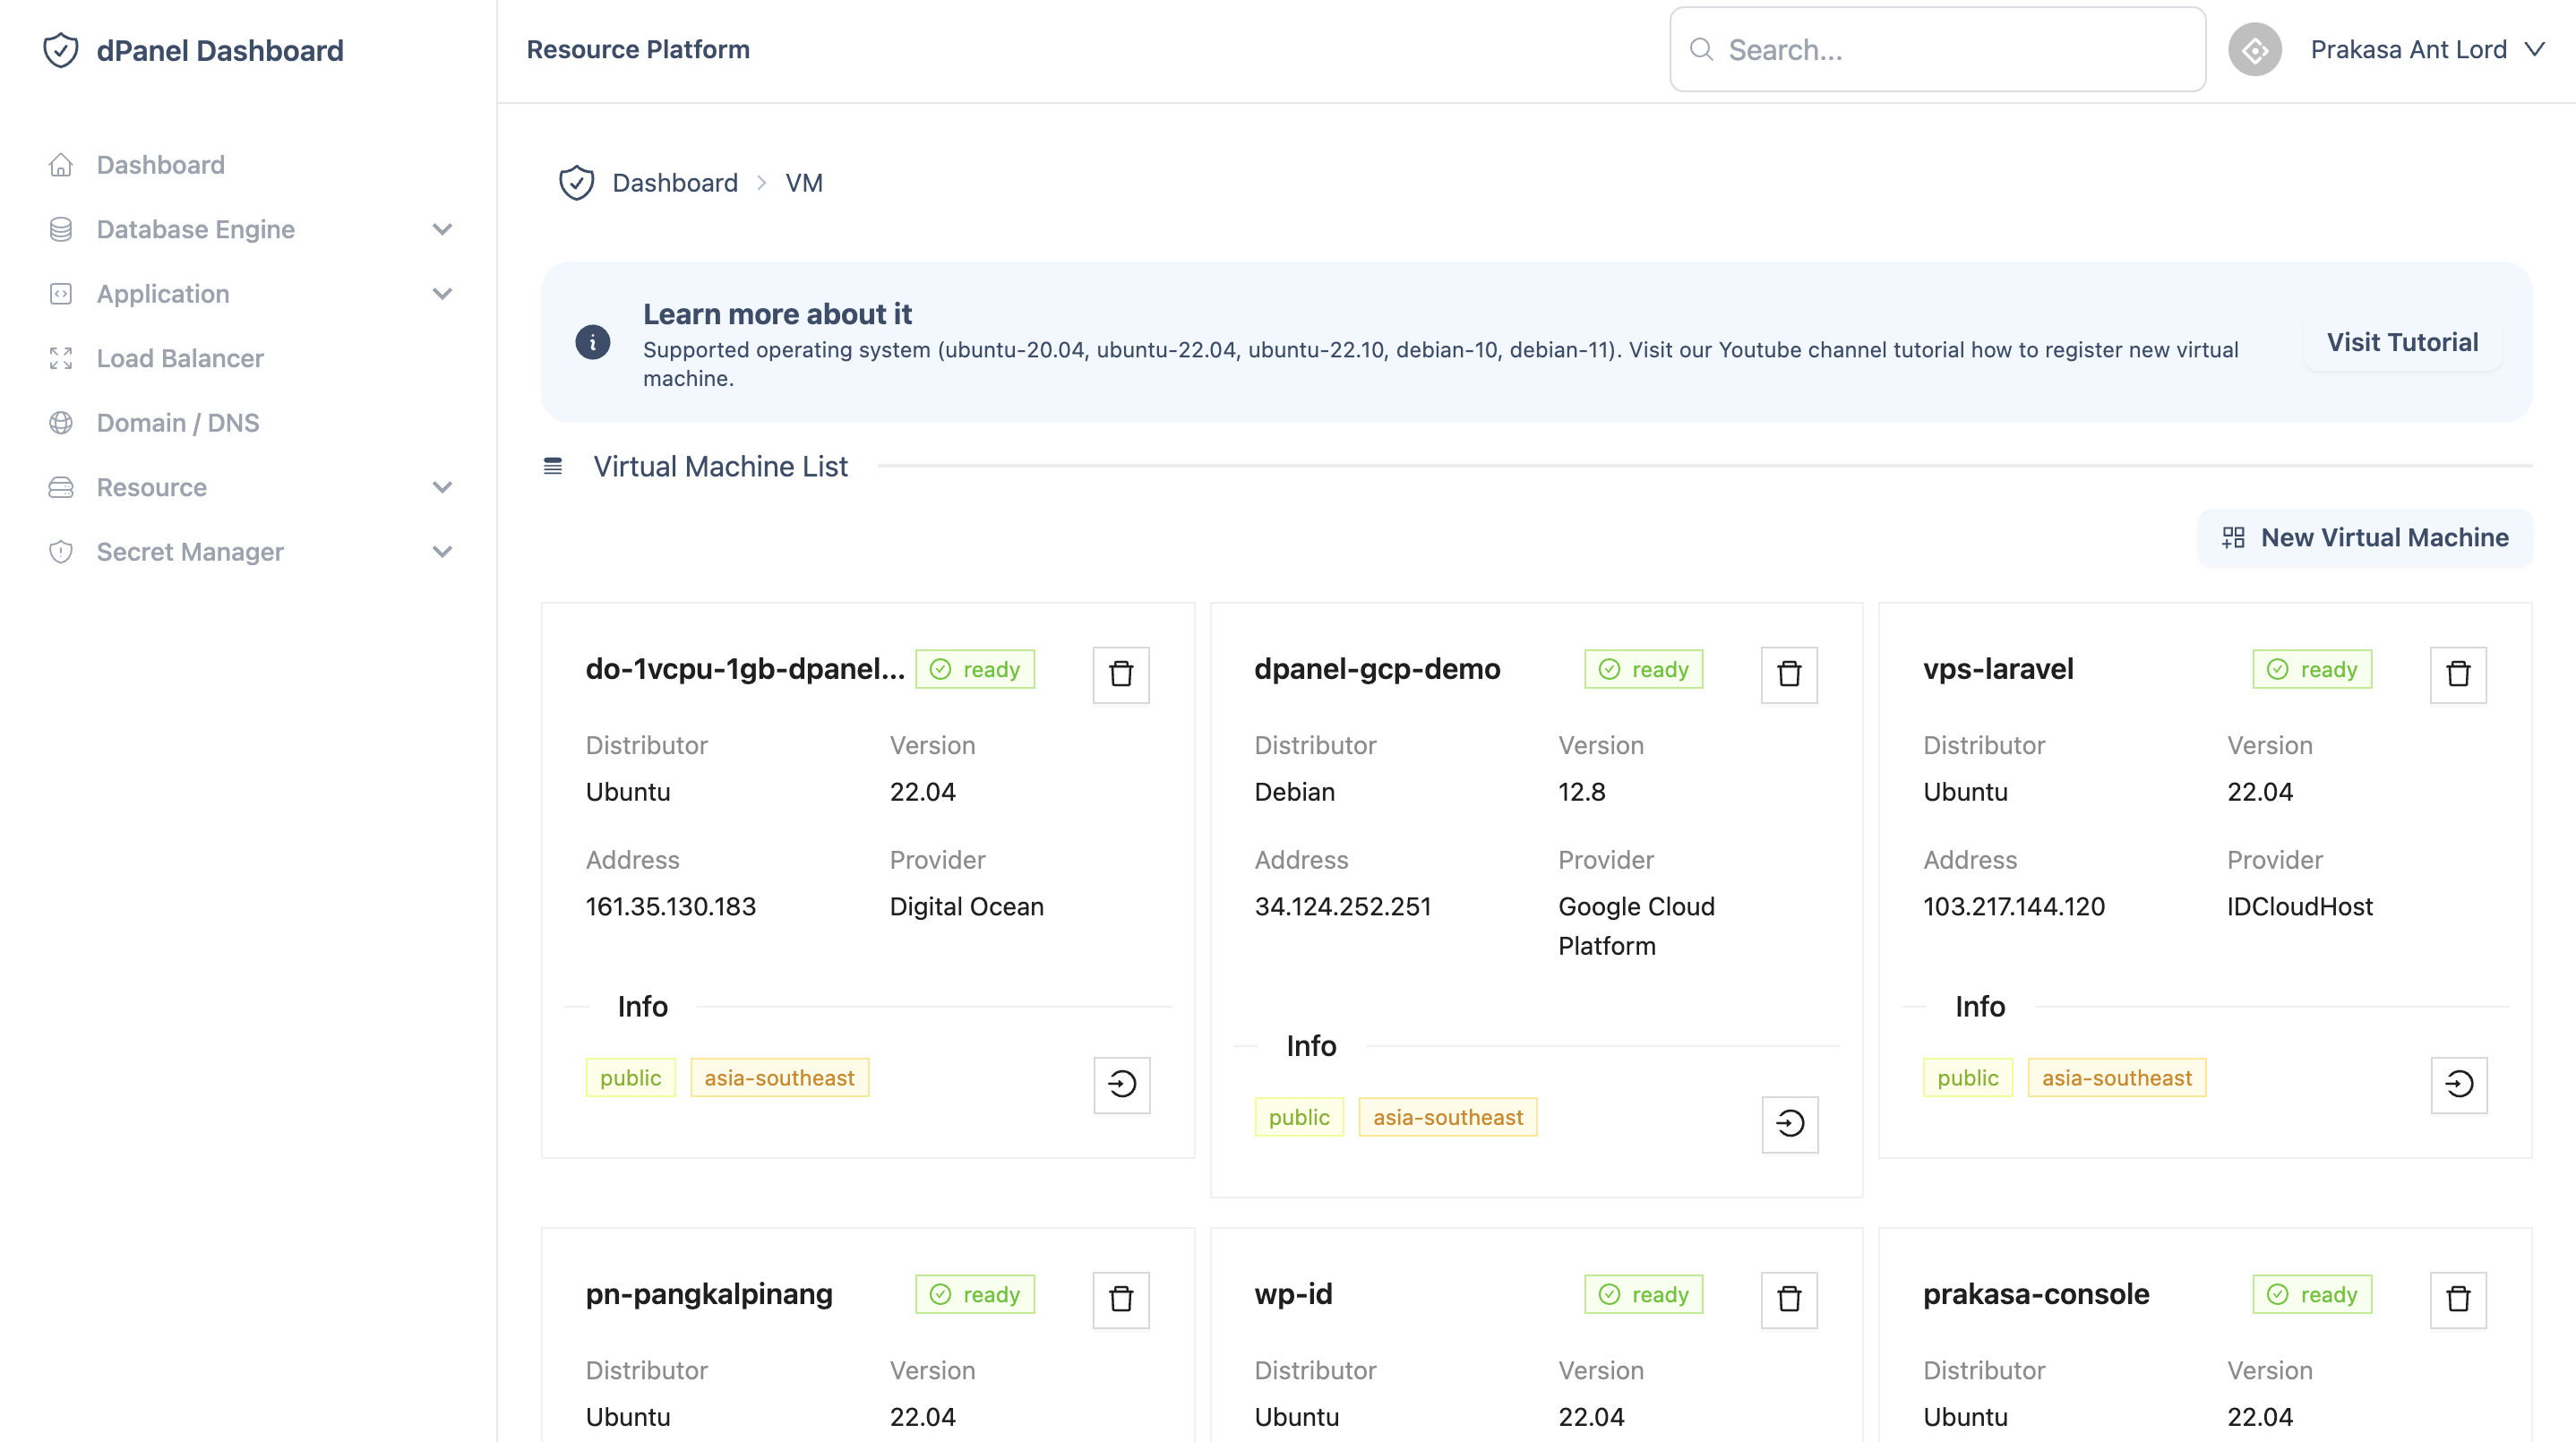 dPanel Dashboard
Dashboard
Database Engine
Application
Load Balancer
Domain / DNS
Resource
Secret Manager
Resource Platform
Search...
Prakasa Ant Lord
Dashboard > VM
Learn more about it
Supported operating system (ubuntu-20.04, ubuntu-22.04, ubuntu-22.10, debian-10, debian-11). Visit our Youtube channel tutorial how to register new virtual
machine.
Visit Tutorial
Virtual Machine List
New Virtual Machine
do-1vcpu-1gb-dpanel...
ready
Distributor Version
Ubuntu 22.04
Address Provider
161.35.130.183 Digital Ocean
Info
public asia-southeast
dpanel-gcp-demo
ready
Distributor Version
Debian 12.8
Address Provider
34.124.252.251 Google Cloud
Platform
Info
public asia-southeast
vps-laravel
ready
Distributor Version
Ubuntu 22.04
Address Provider
103.217.144.120 IDCloudHost
Info
public asia-southeast
pn-pangkalpinang
ready
Distributor Version
Ubuntu 22.04
wp-id
ready
Distributor Version
Ubuntu 22.04
prakasa-console
ready
Distributor Version
Ubuntu 22.04